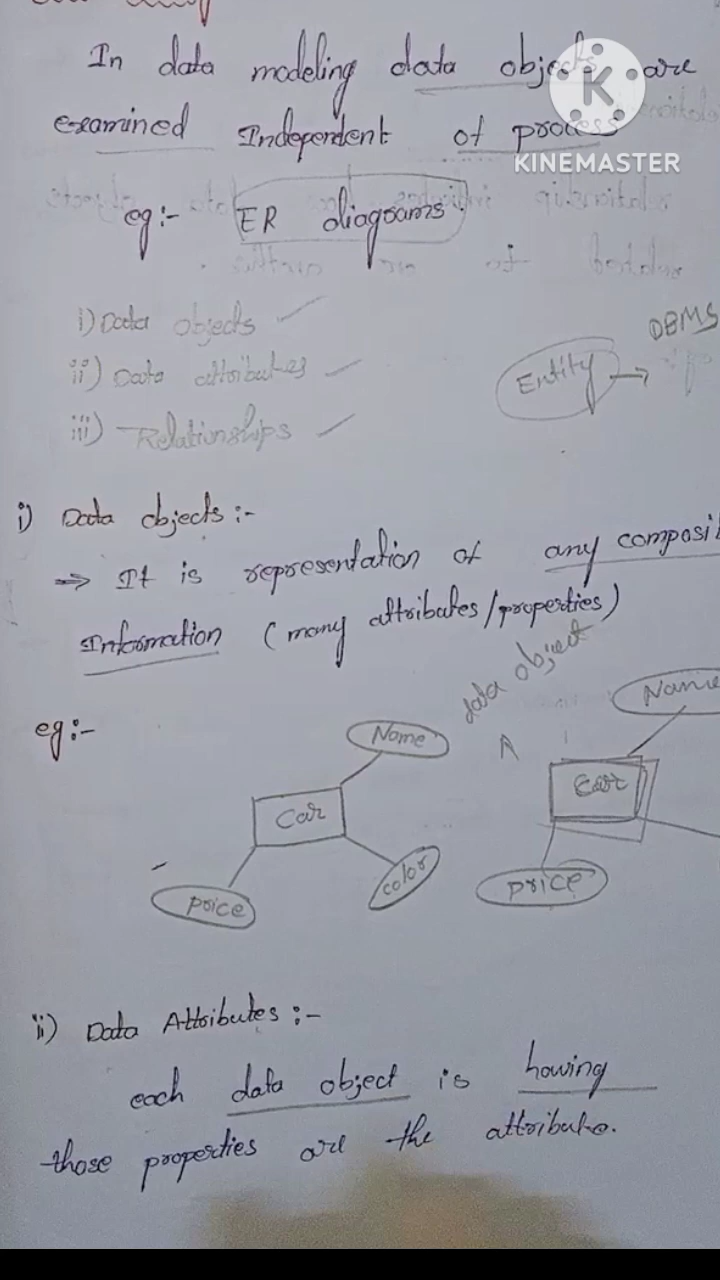 In data modeling data objects are
examined Independent of process
KINEMASTER
eg:- ER diagrams
i) Data objects
ii) Data attributes
iii) Relationships
DBMS
Entity →
i) Data objects :-
⇒ It is representation of any
Information (many attributes/properties)
data object
eg:-
Name
Car
price
color
Name
Car
price
ii) Data Attributes :-
each data object is having
those properties are the